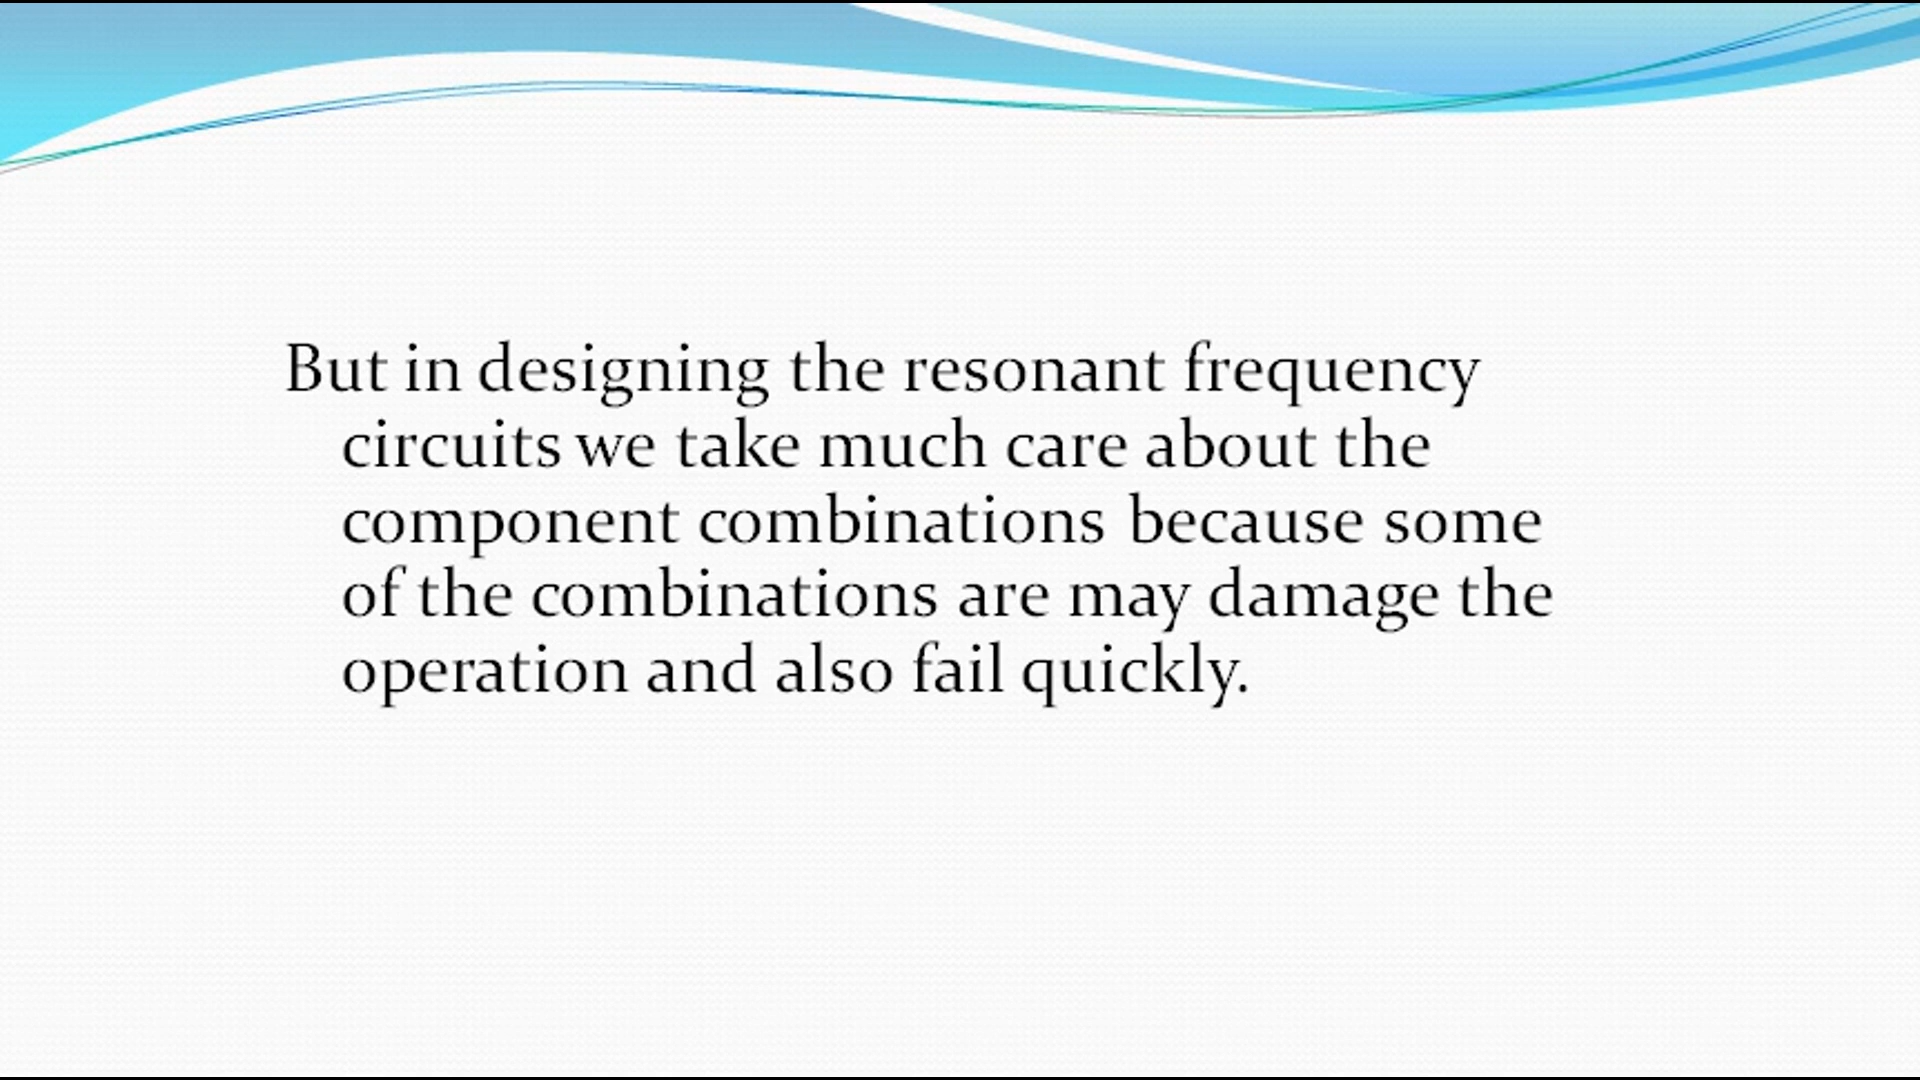 But in designing the resonant frequency
circuits we take much care about the
component combinations because some
of the combinations are may damage the
operation and also fail quickly.